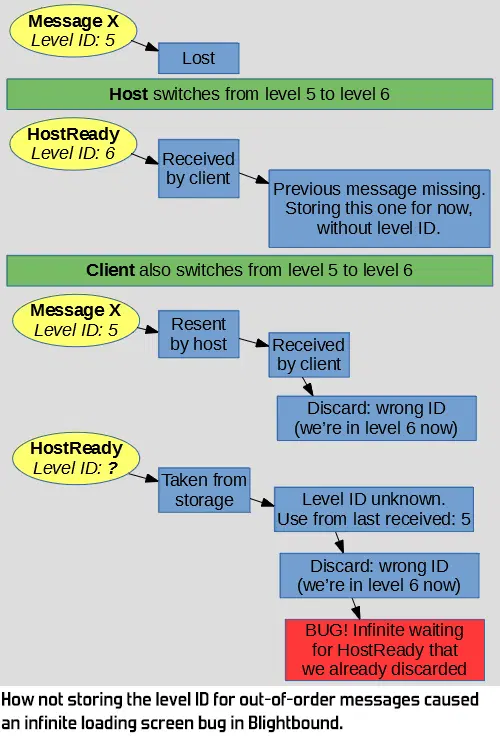 Message X
Level ID: 5
Lost
Host switches from level 5 to level 6
HostReady
Level ID: 6
Received
by client
Previous message missing.
Storing this one for now,
without level ID.
Client also switches from level 5 to level 6
Message X
Level ID: 5
Resent
by host
Received
by client
Discard: wrong ID
(we're in level 6 now)
HostReady
Level ID: ?
Taken from
storage
Level ID unknown.
Use from last received: 5
Discard: wrong ID
(we're in level 6 now)
BUG! Infinite waiting
for HostReady that
we already discarded
How not storing the level ID for out-of-order messages caused
an infinite loading screen bug in Blightbound.